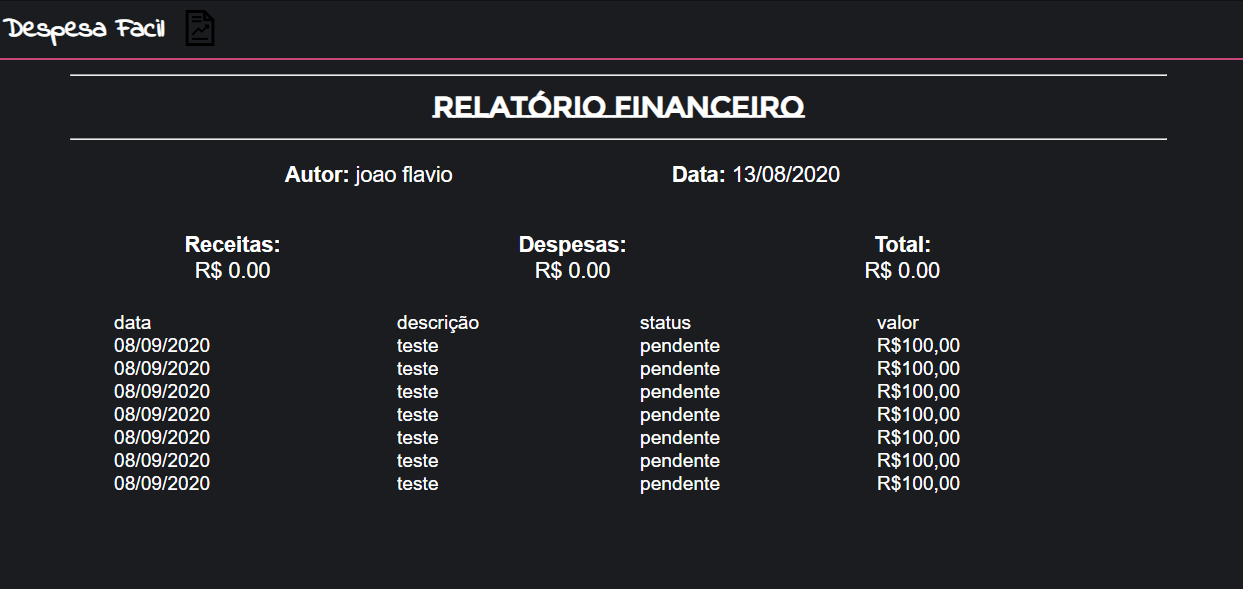 Despesa Facil
RELATÓRIO FINANCEIRO
Autor: joao flavio Data: 13/08/2020
Receitas: Despesas: Total:
R$ 0.00 R$ 0.00 R$ 0.00
data descrição status valor
08/09/2020 teste pendente R$100,00
08/09/2020 teste pendente R$100,00
08/09/2020 teste pendente R$100,00
08/09/2020 teste pendente R$100,00
08/09/2020 teste pendente R$100,00
08/09/2020 teste pendente R$100,00
08/09/2020 teste pendente R$100,00